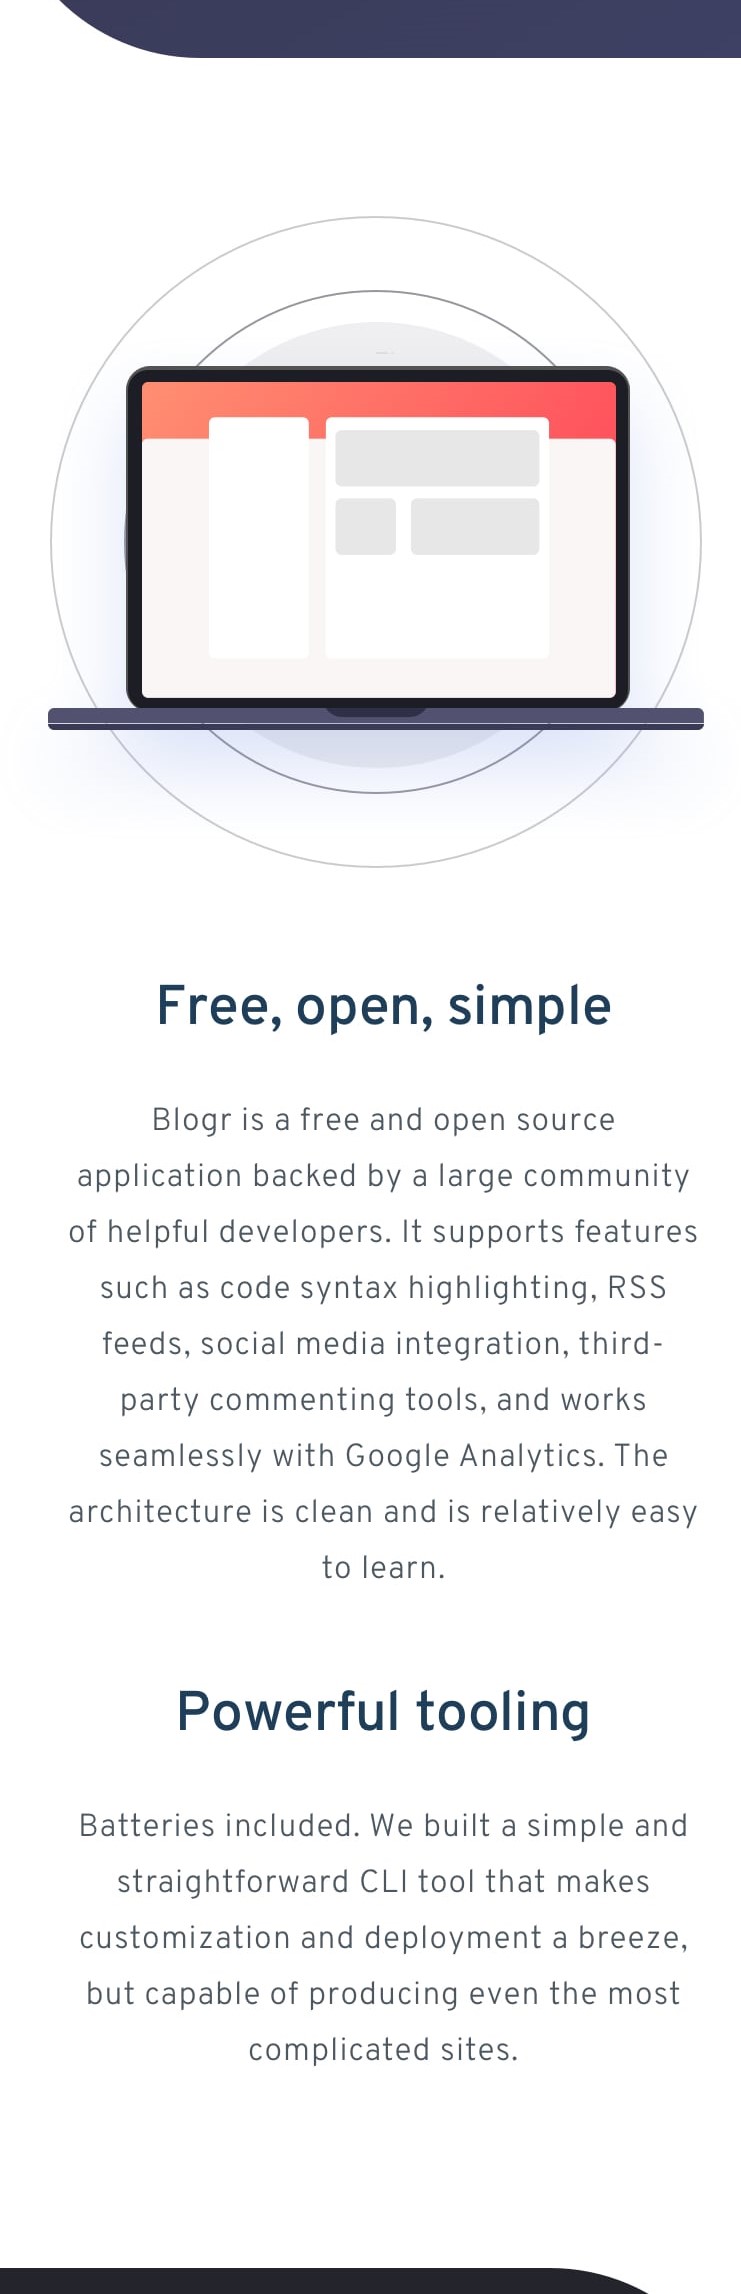 Free, open, simple
Blogr is a free and open source
application backed by a large community
of helpful developers. It supports features
such as code syntax highlighting, RSS
feeds, social media integration, third-
party commenting tools, and works
seamlessly with Google Analytics. The
architecture is clean and is relatively easy
to learn.
Powerful tooling
Batteries included. We built a simple and
straightforward CLI tool that makes
customization and deployment a breeze,
but capable of producing even the most
complicated sites.